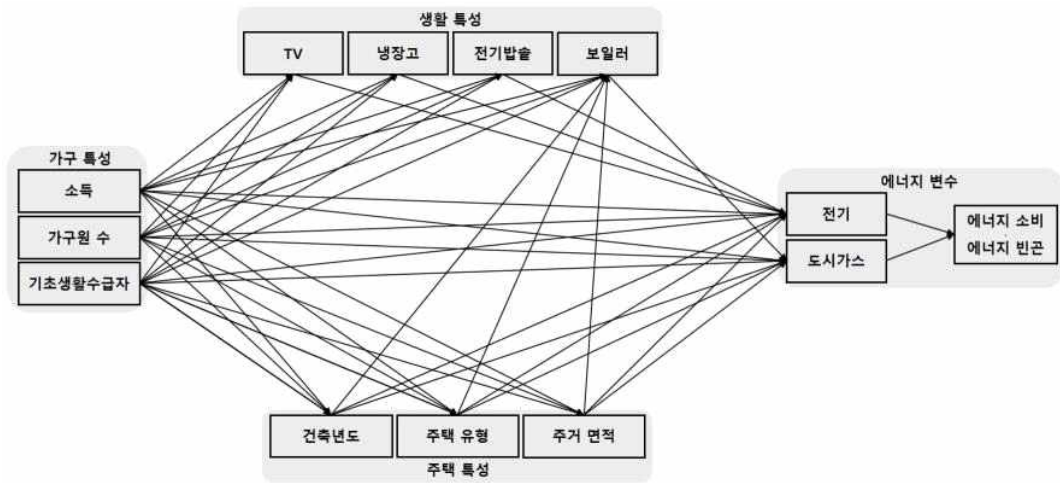 생활 특성
TV
냉장고
전기밥솥
보일러
가구 특성
소득
가구원 수
기초생활수급자
에너지 변수
전기
도시가스
에너지 소비
에너지 빈곤
건축년도
주택 유형
주거 면적
주택 특성